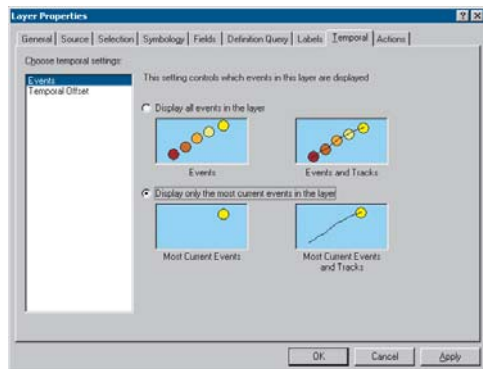 Layer Properties
General Source Selection Symbology Fields Definition Query Labels Temporal Actions
Choose temporal settings:
Events
Temporal Offset
This setting controls which events in this layer are displayed
Display all events in the layer
Events
Events and Tracks
Display only the most current events in the layer
Most Current Events
Most Current Events
and Tracks
OK Cancel Apply